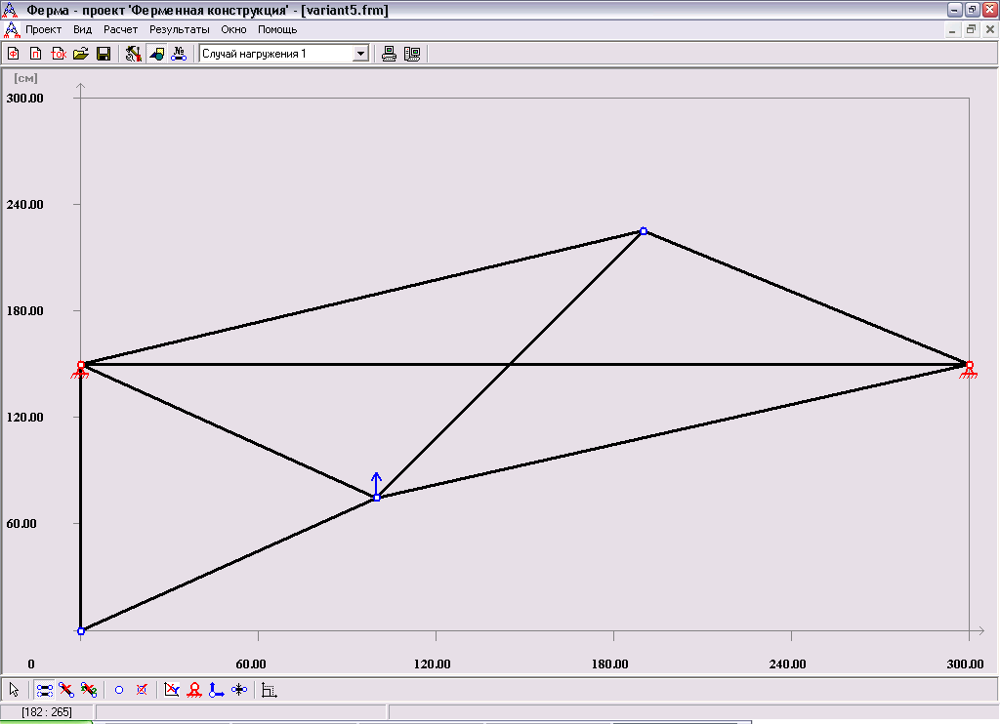 Ферма - проект 'Ферменная конструкция' - [variant5.frm]
Проект Вид Расчет Результаты Окно Помощь
П ток № Случай нагружения 1
[см]
300.00
240.00
180.00
120.00
60.00
0 60.00 120.00 180.00 240.00 300.00
[182 : 265]